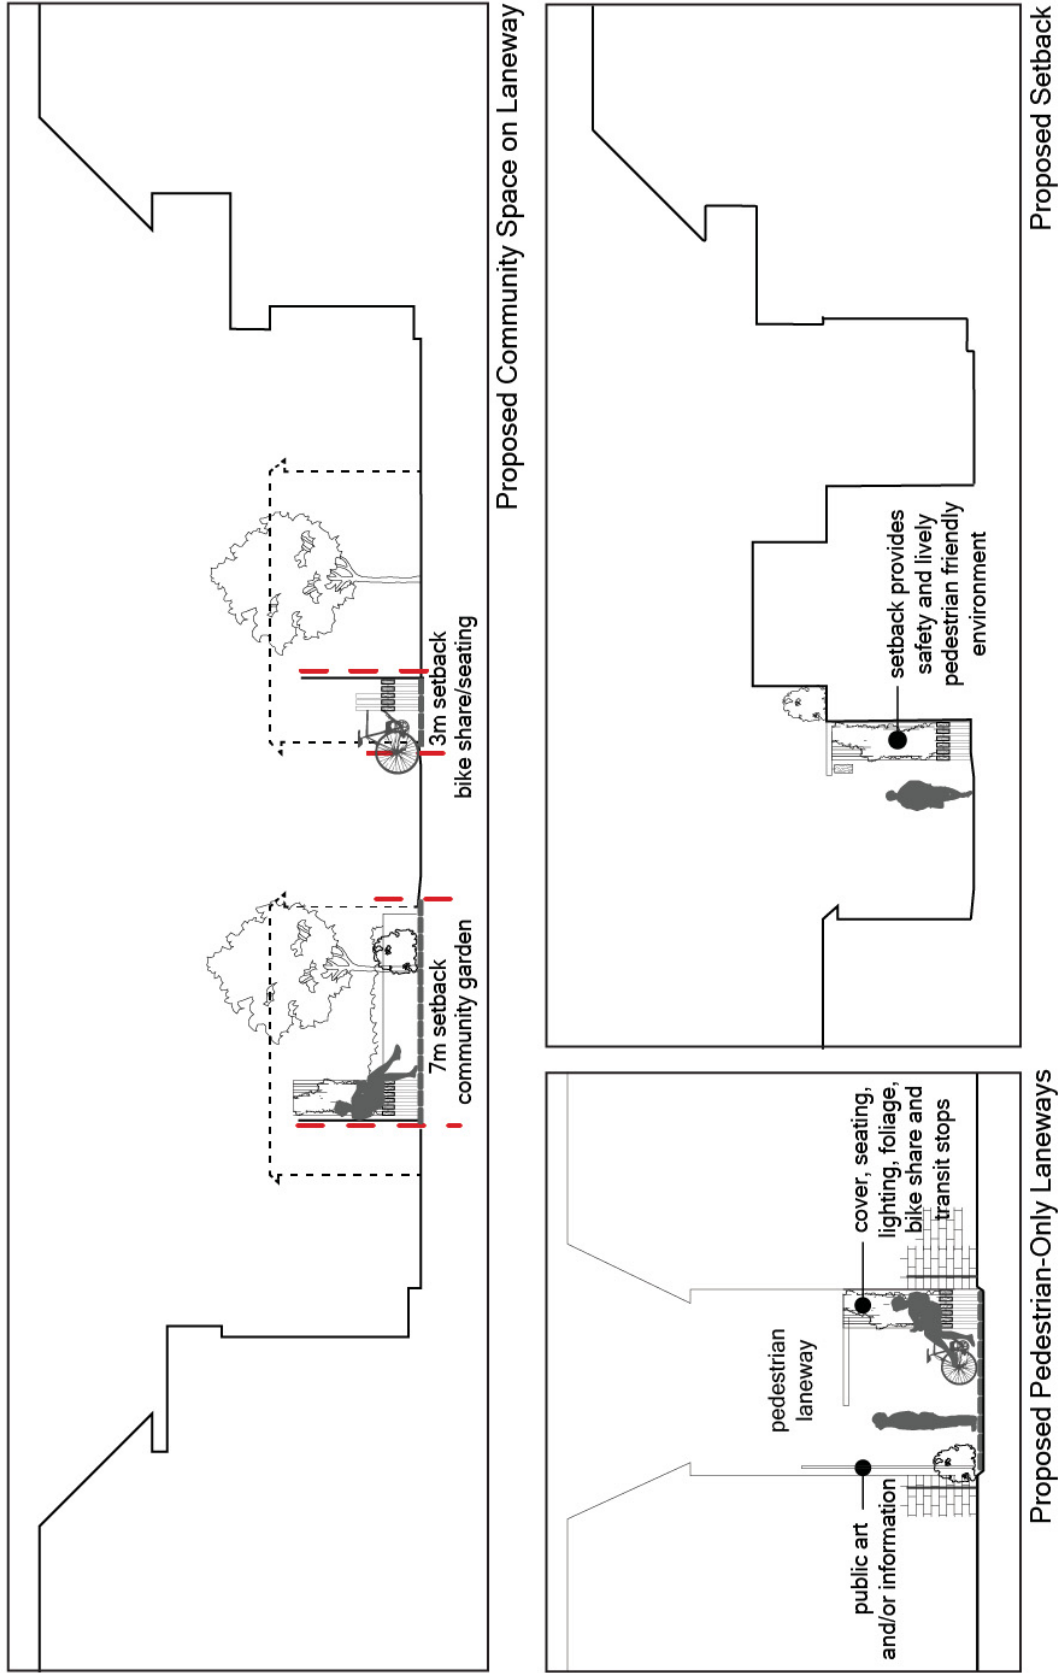 7m setback
community garden
3m setback
bike share/seating
Proposed Community Space on Laneway
public art
and/or information
pedestrian
laneway
cover, seating,
lighting, foliage,
bike share and
transit stops
Proposed Pedestrian-Only Laneways
setback provides
safety and lively
pedestrian friendly
environment
Proposed Setback